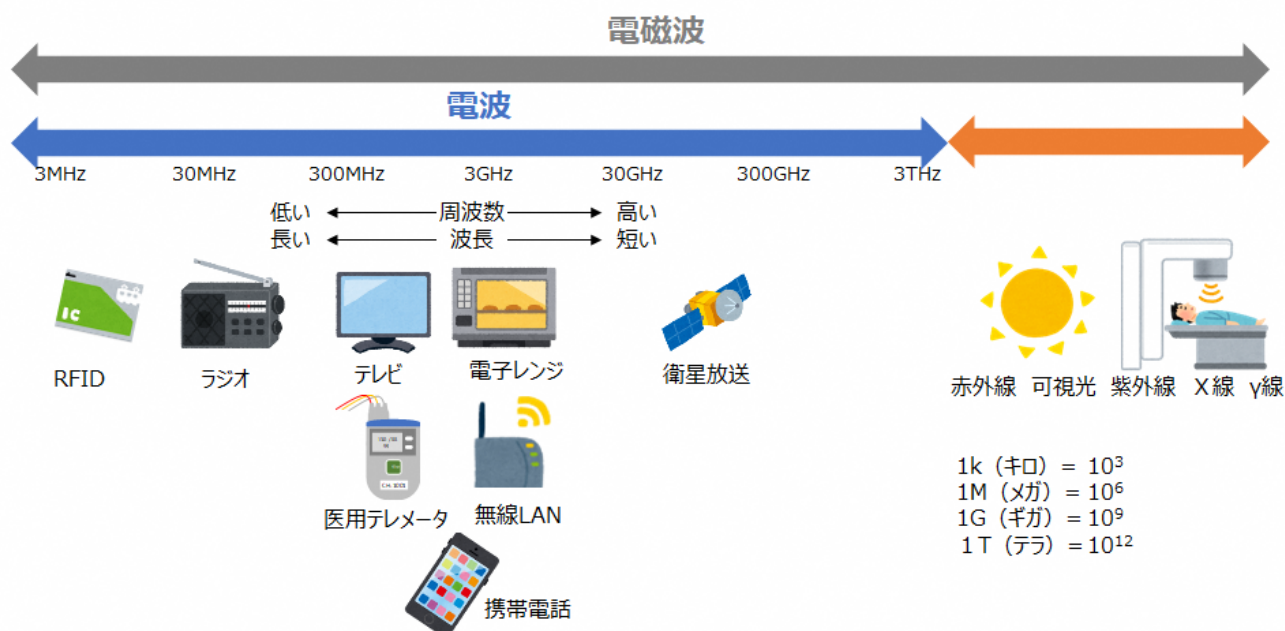 電磁波
電波
3MHz 30MHz 300MHz 3GHz 30GHz 300GHz 3THz
低い 周波数 高い
長い 波長 短い
IC
RFID ラジオ テレビ 電子レンジ 衛星放送
赤外線 可視光 紫外線 X線 γ線
医用テレメータ 無線LAN
携帯電話
1k(キロ)= 10³
1M(メガ)= 10⁶
1G(ギガ)= 10⁹
1T(テラ)= 10¹²